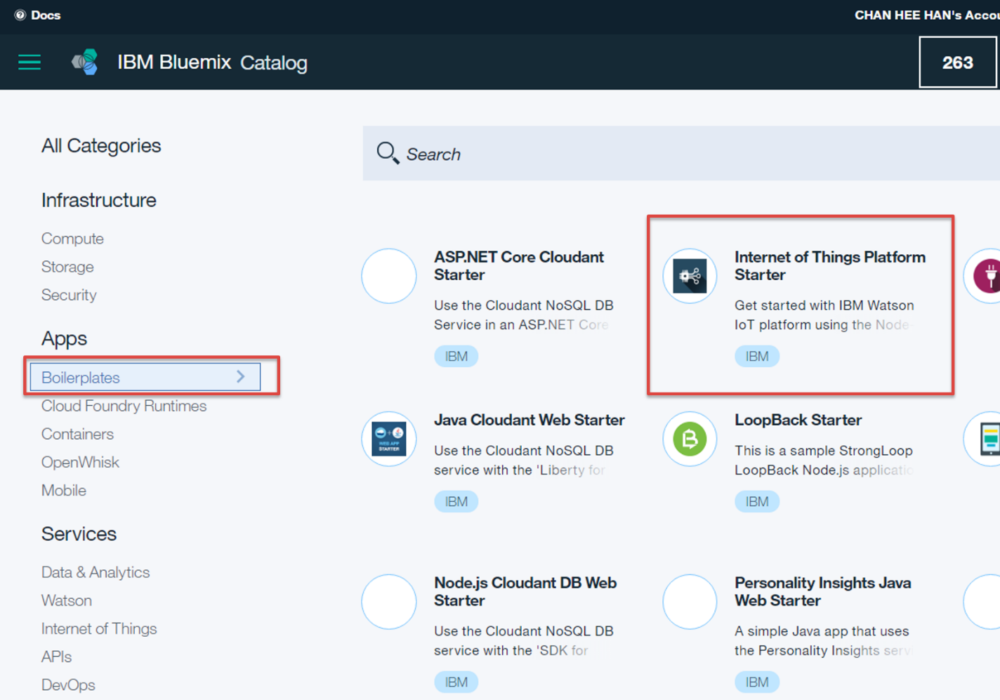 Docs
CHAN HEE HAN's
IBM Bluemix Catalog
263
All Categories
Infrastructure
Compute
Storage
Security
Apps
Boilerplates
Cloud Foundry Runtimes
Containers
OpenWhisk
Mobile
Services
Data & Analytics
Watson
Internet of Things
APIs
DevOps
Search
ASP.NET Core Cloudant
Starter
Use the Cloudant NoSQL DB
Service in an ASP.NET Core
IBM
Internet of Things Platform
Starter
Get started with IBM Watson
IoT platform using the Node-
IBM
Java Cloudant Web Starter
WEB APP
STARTER
Use the Cloudant NoSQL DB
service with the 'Liberty for
IBM
LoopBack Starter
This is a sample StrongLoop
LoopBack Node.js applicatio
IBM
Node.js Cloudant DB Web
Starter
Use the Cloudant NoSQL DB
service with the 'SDK for
IBM
Personality Insights Java
Web Starter
A simple Java app that uses
the Personality Insights serv
IBM